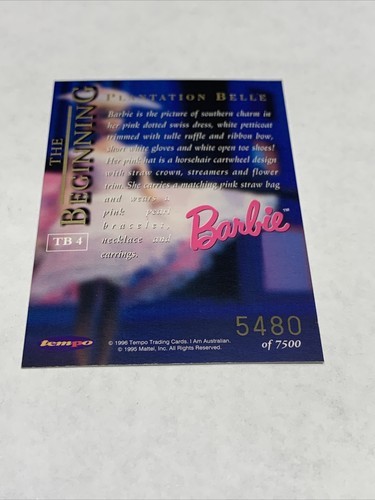 THE
BEGINNING
PLANTATION BELLE
Barbie is the picture of southern charm in
her pink dotted swiss dress, white petticoat
trimmed with tulle ruffle and ribbon bow,
short white gloves and white open toe shoes!
Her pink hat is a horsehair cartwheel design
with straw crown, streamers and flower
trim. She carries a matching pink straw bag
and wears a
pink pearl
bracelet,
necklace and
earrings.
TB 4
Barbie™
5480
of 7500
tempo
© 1996 Tempo Trading Cards. I Am Australian.
© 1995 Mattel, Inc. All Rights Reserved.